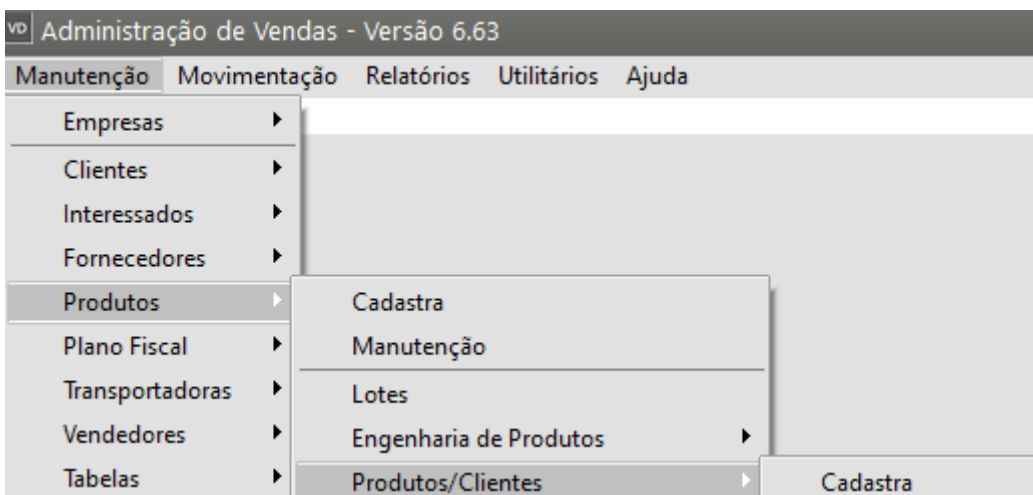 VD Administração de Vendas - Versão 6.63
Manutenção Movimentação Relatórios Utilitários Ajuda
Empresas
Clientes
Interessados
Fornecedores
Produtos
Plano Fiscal
Transportadoras
Vendedores
Tabelas
Cadastra
Manutenção
Lotes
Engenharia de Produtos
Produtos/Clientes
Cadastra